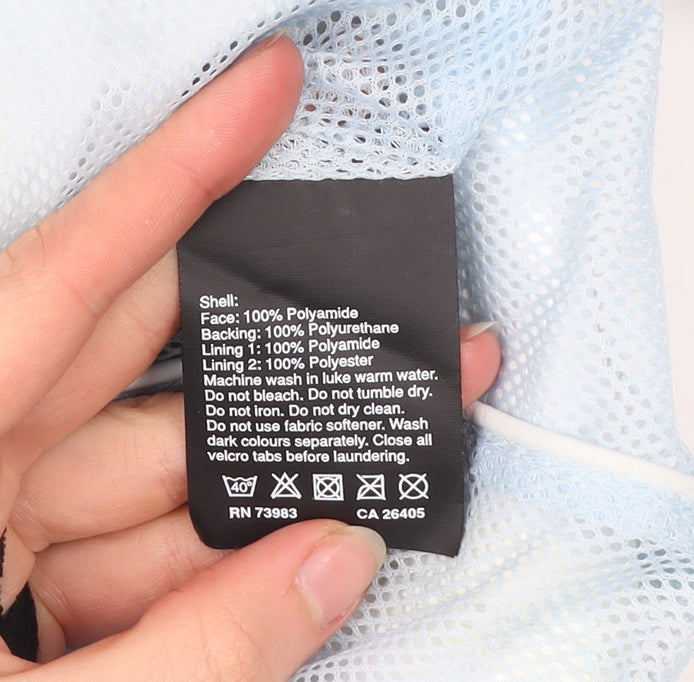 Shell:
Face: 100% Polyamide
Backing: 100% Polyurethane
Lining 1: 100% Polyamide
Lining 2: 100% Polyester
Machine wash in luke warm water.
Do not bleach. Do not tumble dry.
Do not iron. Do not dry clean.
Do not use fabric softener. Wash
dark colours separately. Close all
velcro tabs before laundering.
40°
RN 73983 CA 26405